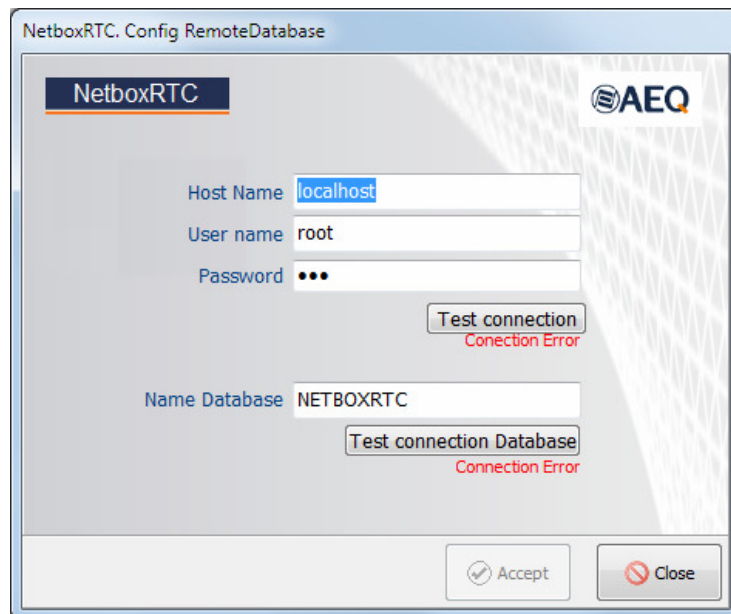 NetboxRTC. Config RemoteDatabase
NetboxRTC
AEQ
Host Name localhost
User name root
Password •••
Test connection
Conection Error
Name Database NETBOXRTC
Test connection Database
Connection Error
Accept Close